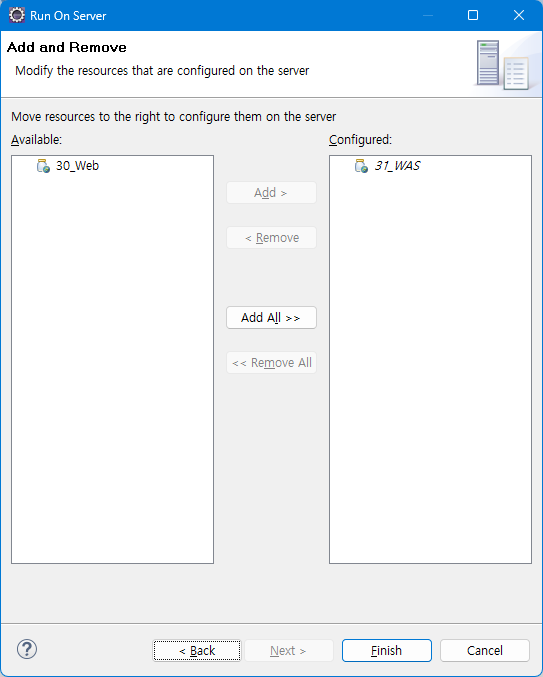 Run On Server
Add and Remove
Modify the resources that are configured on the server
Move resources to the right to configure them on the server
Available:
Configured:
30_Web
31_WAS
Add >
< Remove
Add All >>
<< Remove All
< Back
Next >
Finish
Cancel